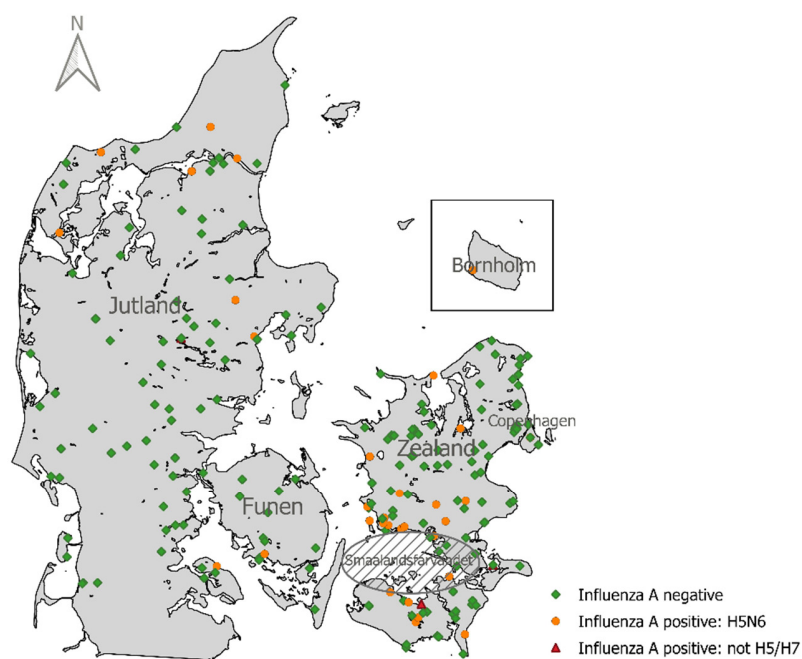 N
Bornholm
Jutland
Copenhagen
Zealand
Funen
Smaalandsfarvandet
Influenza A negative
Influenza A positive: H5N6
Influenza A positive: not H5/H7